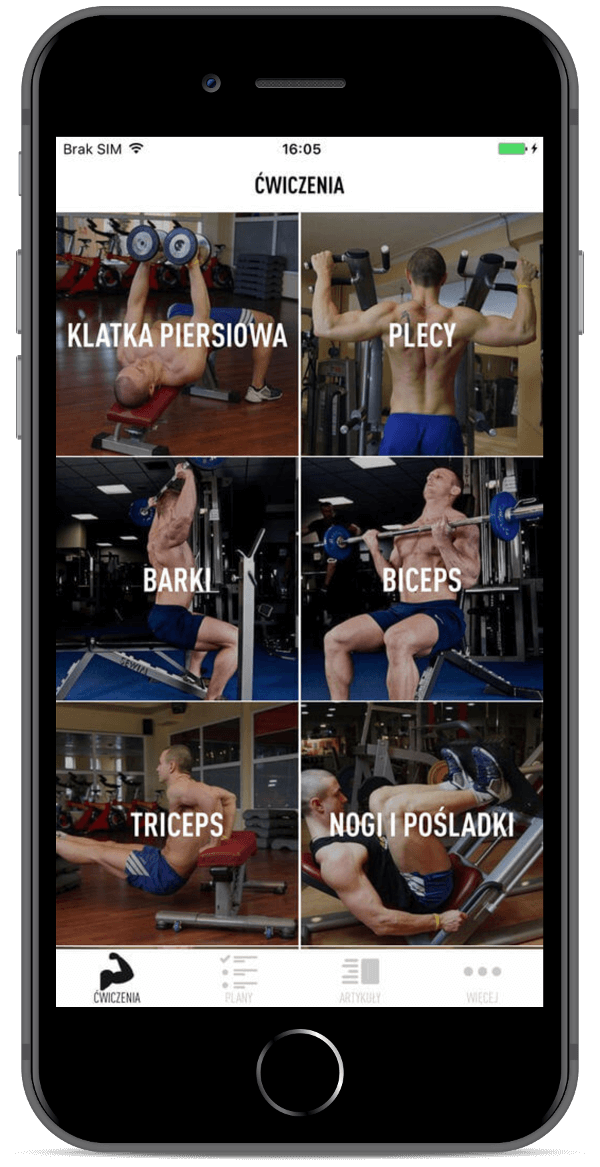 Brak SIM 16:05
ĆWICZENIA
KLATKA PIERSIOWA
PLECY
BARKI
BICEPS
TRICEPS
NOGI I POŚLADKI
ĆWICZENIA
PLANY
ARTYKUŁY
WIĘCEJ